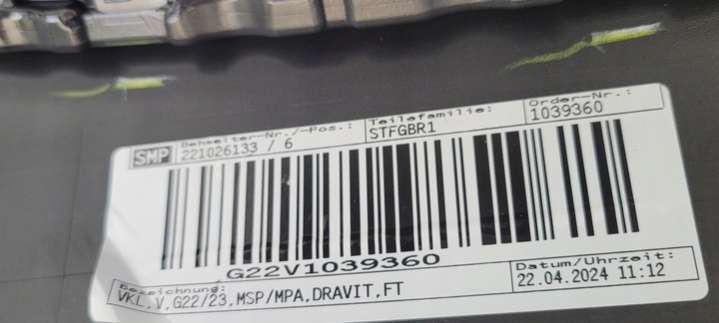 SMP
Behaelter-Nr./-Pos.:
221026133 / 6
Teilefamilie:
STFGBR1
Order-Nr.:
1039360
G22V1039360
Bezeichnung:
VKL,V,G22/23,MSP/MPA,DRAVIT,FT
Datum/Uhrzeit:
22.04.2024 11:12